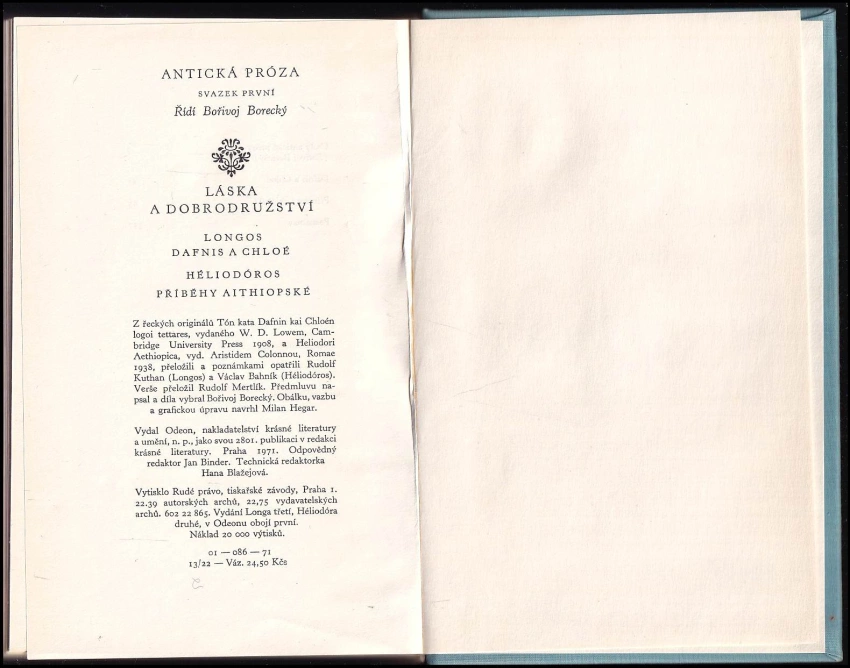 ANTICKÁ PRÓZA
SVAZEK PRVNÍ
Řídí Bořivoj Borecký
LÁSKA
A DOBRODRUŽSTVÍ
LONGOS
DAFNIS A CHLOÉ
HÉLIODÓROS
PŘÍBĚHY AITHIOPSKÉ
Z řeckých originálů Tón kata Dafnin kai Chloén
logoi tettares, vydaného W. D. Lowem, Cam-
bridge University Press 1908, a Heliodori
Aethiopica, vyd. Aristidem Colonnou, Romae
1938, přeložili a poznámkami opatřili Rudolf
Kuthan (Longos) a Václav Bahník (Héliodóros).
Verše přeložil Rudolf Mertlík. Předmluvu na-
psal a díla vybral Bořivoj Borecký. Obálku, vazbu
a grafickou úpravu navrhl Milan Hegar.
Vydal Odeon, nakladatelství krásné literatury
a umění, n. p., jako svou 2801. publikaci v redakci
krásné literatury. Praha 1971. Odpovědný
redaktor Jan Binder. Technická redaktorka
Hana Blažejová.
Vytisklo Rudé právo, tiskařské závody, Praha 1.
22.39 autorských archů, 22,75 vydavatelských
archů. 602 22 865. Vydání Longa třetí, Héliodóra
druhé, v Odeonu obojí první.
Náklad 20 000 výtisků.
01 — 086 — 71
13/22 — Váz. 24,50 Kčs